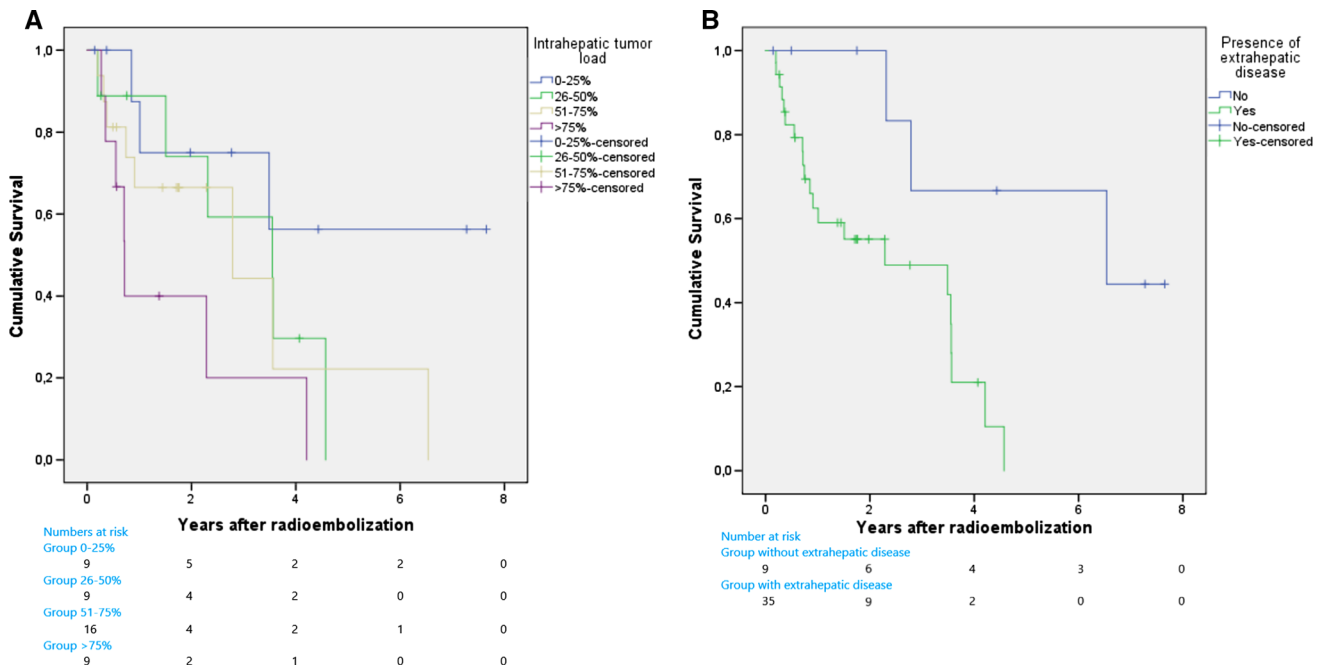 A
Intrahepatic tumor
load
0-25%
26-50%
51-75%
>75%
0-25%-censored
26-50%-censored
51-75%-censored
>75%-censored
Cumulative Survival
1,0
0,8
0,6
0,4
0,2
0,0
0 2 4 6 8
Years after radioembolization
Numbers at risk
Group 0-25%
9 5 2 2 0
Group 26-50%
9 4 2 0 0
Group 51-75%
16 4 2 1 0
Group >75%
9 2 1 0 0
B
Presence of
extrahepatic
disease
No
Yes
No-censored
Yes-censored
Cumulative Survival
1,0
0,8
0,6
0,4
0,2
0,0
0 2 4 6 8
Years after radioembolization
Number at risk
Group without extrahepatic disease
9 6 4 3 0
Group with extrahepatic disease
35 9 2 0 0